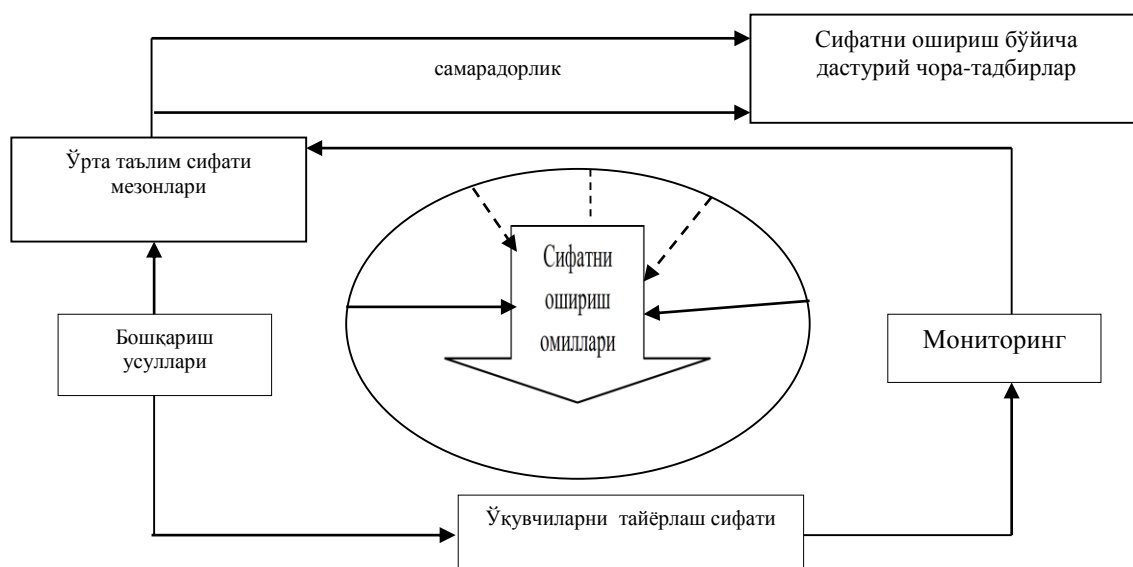 Сифатни ошириш бўйича
дастурий чора-тадбирлар
самарадорлик
Ўрта таълим сифати
мезонлари
Сифатни
ошириш
омиллари
Бошқариш
усуллари
Мониторинг
Ўқувчиларни тайёрлаш сифати